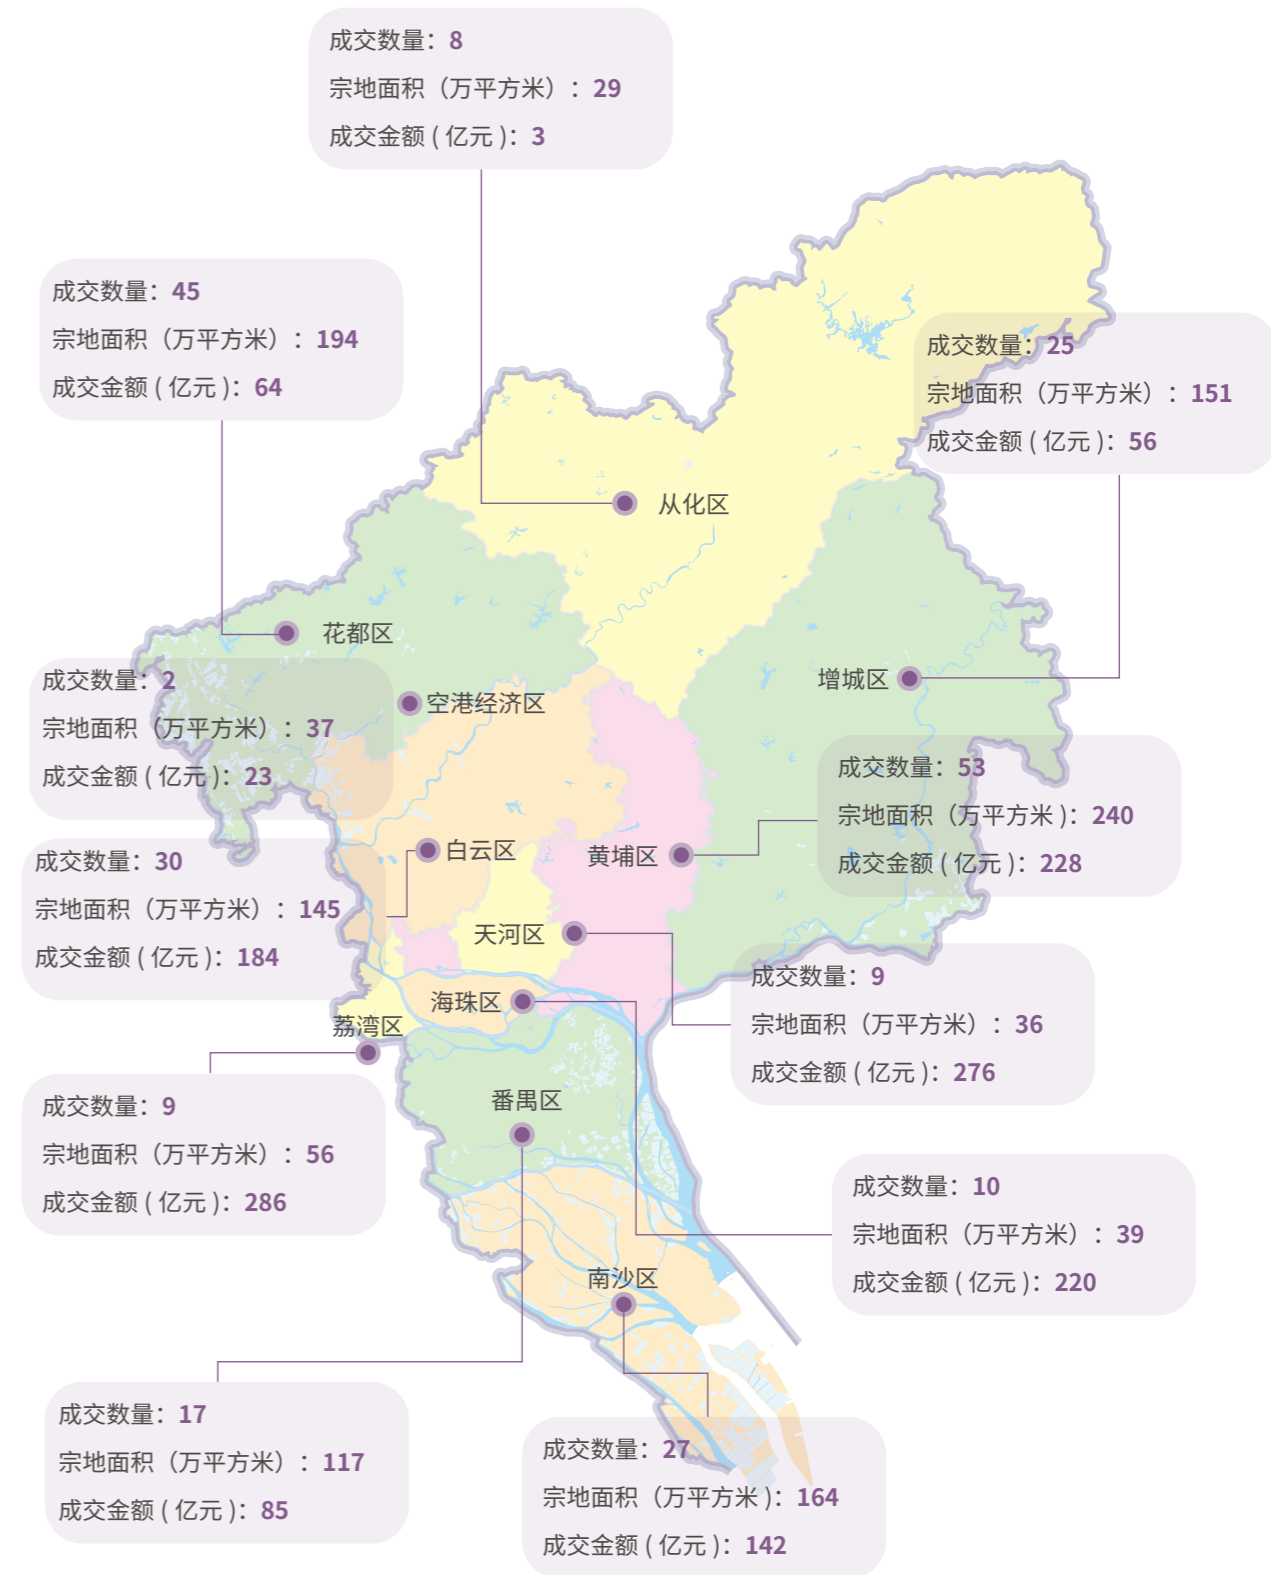 成交数量：8
宗地面积（万平方米）：29
成交金额 ( 亿元 )：3
成交数量：45
宗地面积（万平方米）：194
成交金额 ( 亿元 )：64
成交数量：25
宗地面积（万平方米）：151
成交金额 ( 亿元 )：56
从化区
花都区
增城区
空港经济区
成交数量：2
宗地面积（万平方米）：37
成交金额 ( 亿元 )：23
成交数量：53
宗地面积（万平方米 )：240
成交金额 ( 亿元 )：228
白云区
黄埔区
成交数量：30
宗地面积（万平方米）：145
成交金额 ( 亿元 )：184
天河区
成交数量：9
宗地面积（万平方米）：36
成交金额 ( 亿元 )：276
海珠区
荔湾区
成交数量：9
宗地面积（万平方米）：56
成交金额 ( 亿元 )：286
番禺区
成交数量：10
宗地面积（万平方米）：39
成交金额 ( 亿元 )：220
南沙区
成交数量：17
宗地面积（万平方米）：117
成交金额 ( 亿元 )：85
成交数量：27
宗地面积（万平方米 )：164
成交金额 ( 亿元 )：142